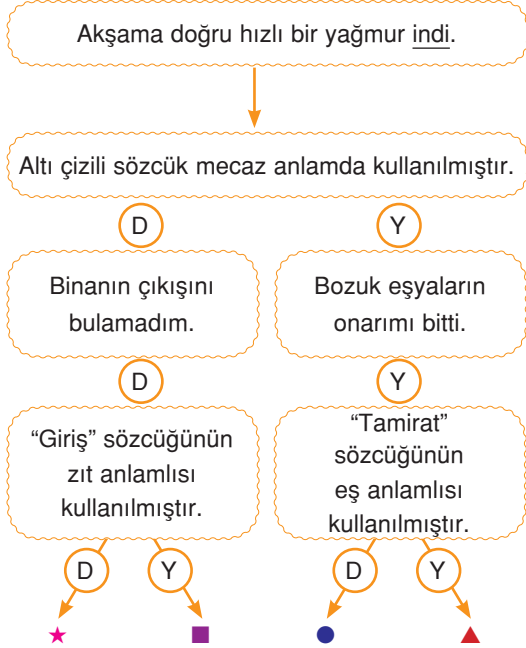 Akşama doğru hızlı bir yağmur indi.
Altı çizili sözcük mecaz anlamda kullanılmıştır.
D
Y
Binanın çıkışını
bulamadım.
Bozuk eşyaların
onarımı bitti.
D
Y
“Giriş” sözcüğünün
zıt anlamlısı
kullanılmıştır.
“Tamirat”
sözcüğünün
eş anlamlısı
kullanılmıştır.
D
Y
D
Y